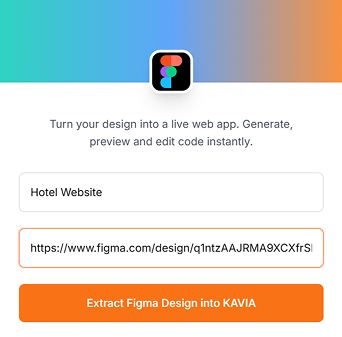 Turn your design into a live web app. Generate,
preview and edit code instantly.
Hotel Website
https://www.figma.com/design/q1ntzAAJRMA9XCXfrS
Extract Figma Design into KAVIA